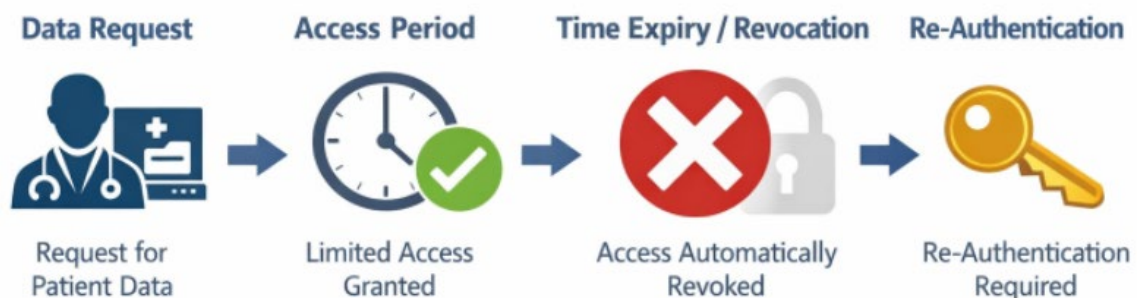 Data Request
Access Period
Time Expiry / Revocation
Re-Authentication
Request for
Patient Data
Limited Access
Granted
Access Automatically
Revoked
Re-Authentication
Required